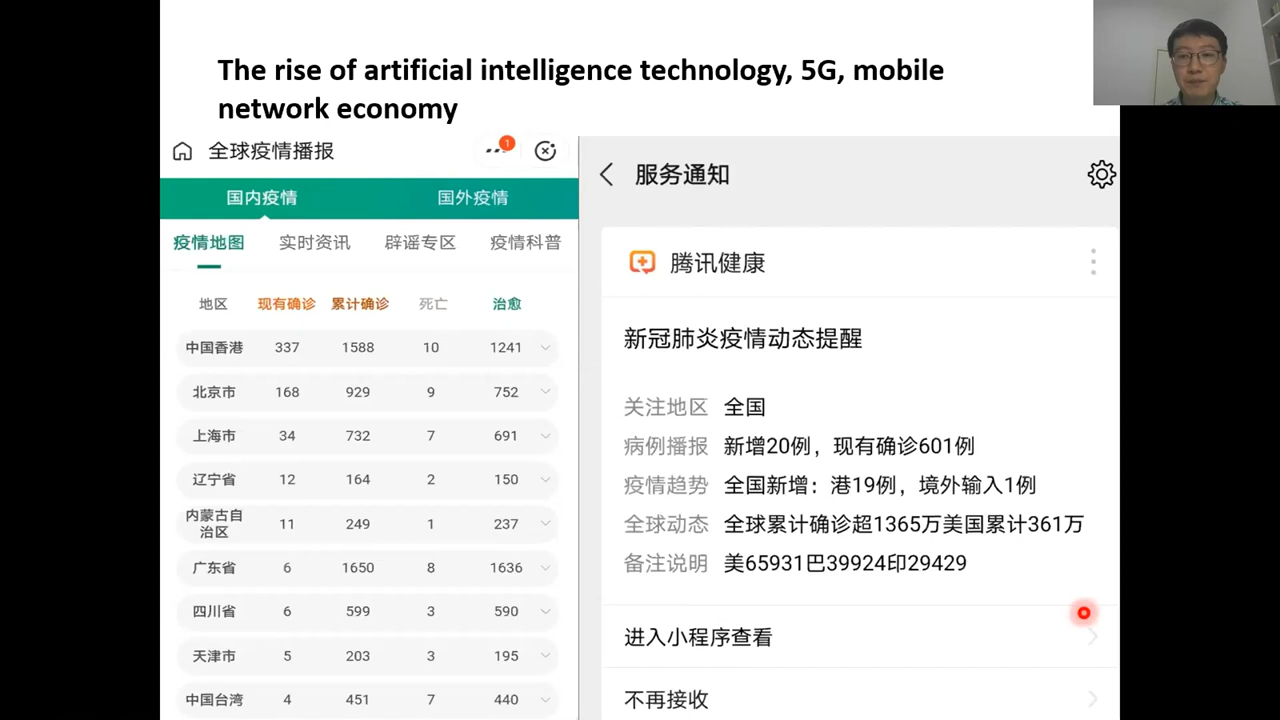 The rise of artificial intelligence technology, 5G, mobile
network economy
全球疫情播报
1
国内疫情 国外疫情
疫情地图 实时资讯 辟谣专区 疫情科普
地区 现有确诊 累计确诊 死亡 治愈
中国香港 337 1588 10 1241
北京市 168 929 9 752
上海市 34 732 7 691
辽宁省 12 164 2 150
内蒙古自
治区 11 249 1 237
广东省 6 1650 8 1636
四川省 6 599 3 590
天津市 5 203 3 195
中国台湾 4 451 7 440
服务通知
腾讯健康
新冠肺炎疫情动态提醒
关注地区 全国
病例播报 新增20例，现有确诊601例
疫情趋势 全国新增：港19例，境外输入1例
全球动态 全球累计确诊超1365万美国累计361万
备注说明 美65931巴39924印29429
进入小程序查看
不再接收